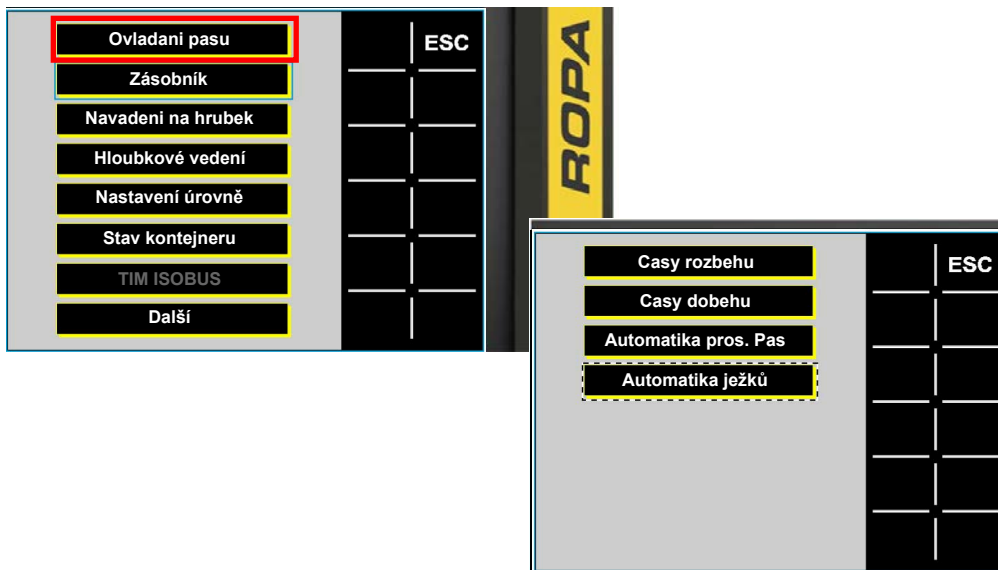 Ovladani pasu
ESC
Zásobník
Navadeni na hrubek
Hloubkové vedení
Nastavení úrovně
Stav kontejneru
TIM ISOBUS
Další
ROPA
Casy rozbehu
ESC
Casy dobehu
Automatika pros. Pas
Automatika ježků